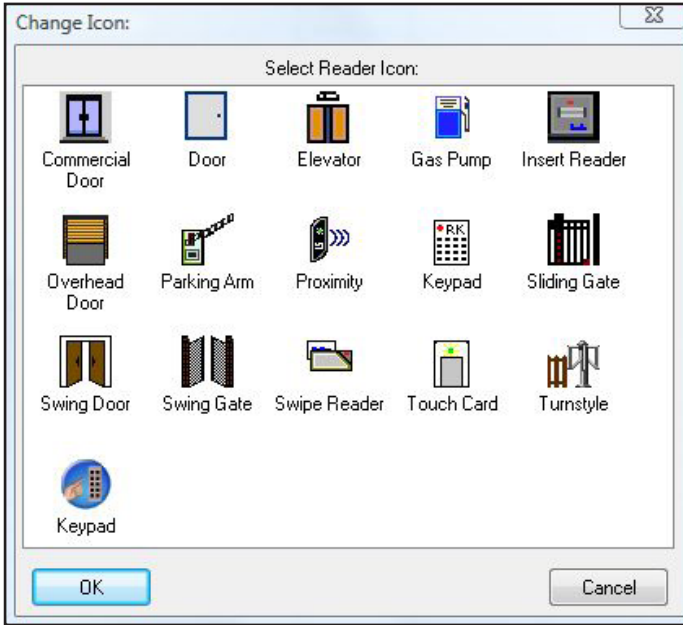 Change Icon:
Select Reader Icon:
Commercial Door
Door
Elevator
Gas Pump
Insert Reader
Overhead Door
Parking Arm
Proximity
RK
Keypad
Sliding Gate
Swing Door
Swing Gate
Swipe Reader
Touch Card
Turnstyle
Keypad
OK
Cancel